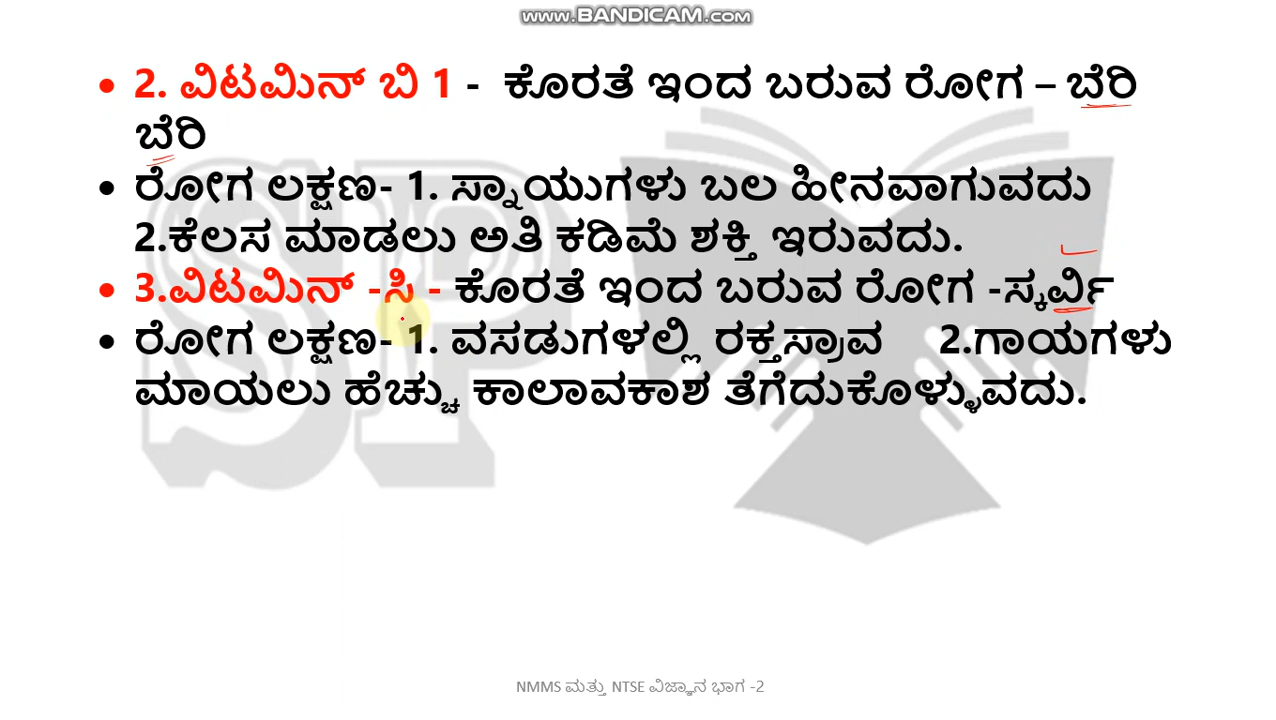 www.BANDICAM.com
• 2. ವಿಟಮಿನ್ ಬಿ 1 - ಕೊರತೆ ಇಂದ ಬರುವ ರೋಗ – ಬೆರಿ
ಬೆರಿ
• ರೋಗ ಲಕ್ಷಣ- 1. ಸ್ನಾಯುಗಳು ಬಲ ಹೀನವಾಗುವದು
2.ಕೆಲಸ ಮಾಡಲು ಅತಿ ಕಡಿಮೆ ಶಕ್ತಿ ಇರುವದು.
• 3.ವಿಟಮಿನ್ -ಸಿ - ಕೊರತೆ ಇಂದ ಬರುವ ರೋಗ -ಸ್ಕರ್ವಿ
• ರೋಗ ಲಕ್ಷಣ- 1. ವಸಡುಗಳಲ್ಲಿ ರಕ್ತಸ್ರಾವ 2.ಗಾಯಗಳು
ಮಾಯಲು ಹೆಚ್ಚು ಕಾಲಾವಕಾಶ ತೆಗೆದುಕೊಳ್ಳುವದು.
SP
NMMS ಮತ್ತು NTSE ವಿಜ್ಞಾನ ಭಾಗ -2